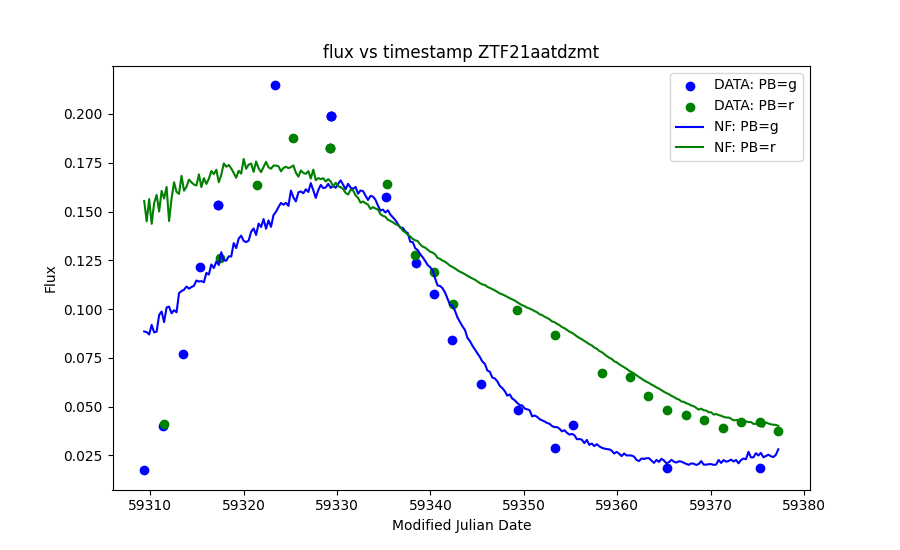 flux vs timestamp ZTF21aatdzmt
DATA: PB=g
DATA: PB=r
NF: PB=g
NF: PB=r
Flux
0.200
0.175
0.150
0.125
0.100
0.075
0.050
0.025
59310 59320 59330 59340 59350 59360 59370 59380
Modified Julian Date